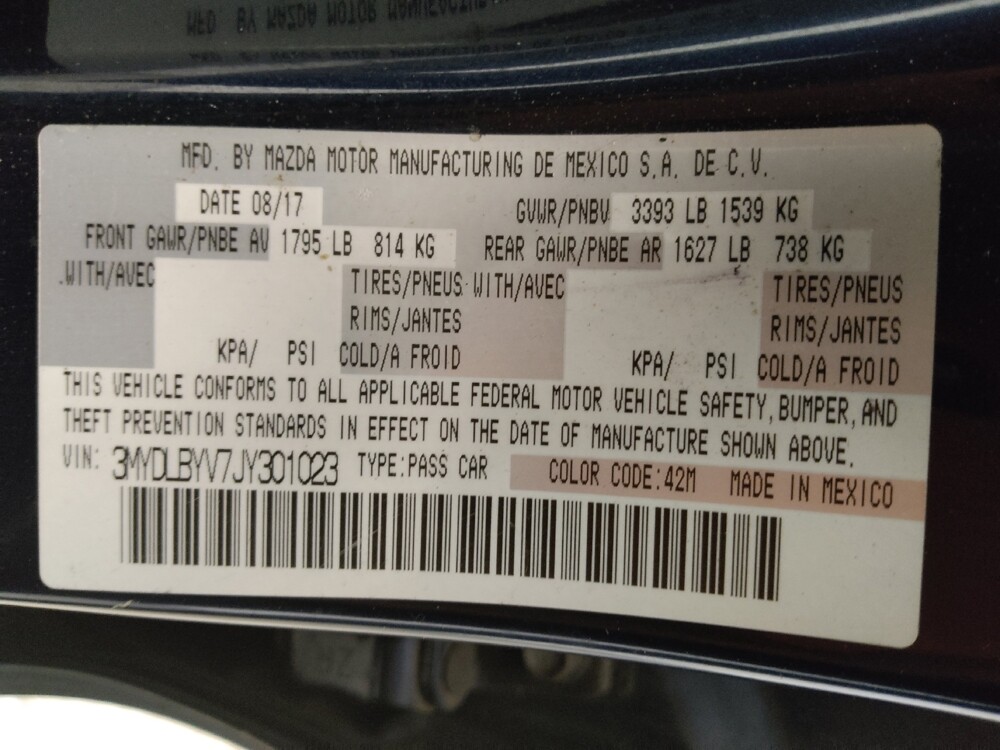 MFD. BY MAZDA MOTOR MANUFACTURING DE MEXICO S.A. DE C.V.
DATE 08/17 GVWR/PNBV 3393 LB 1539 KG
FRONT GAWR/PNBE AV 1795 LB 814 KG REAR GAWR/PNBE AR 1627 LB 738 KG
.WITH/AVEC TIRES/PNEUS WITH/AVEC TIRES/PNEUS
RIMS/JANTES RIMS/JANTES
KPA/ PSI COLD/A FROID KPA/ PSI COLD/A FROID
THIS VEHICLE CONFORMS TO ALL APPLICABLE FEDERAL MOTOR VEHICLE SAFETY, BUMPER, AND
THEFT PREVENTION STANDARDS IN EFFECT ON THE DATE OF MANUFACTURE SHOWN ABOVE.
VIN: 3MYDLBYV7JY301023 TYPE:PASS CAR COLOR CODE:42M MADE IN MEXICO